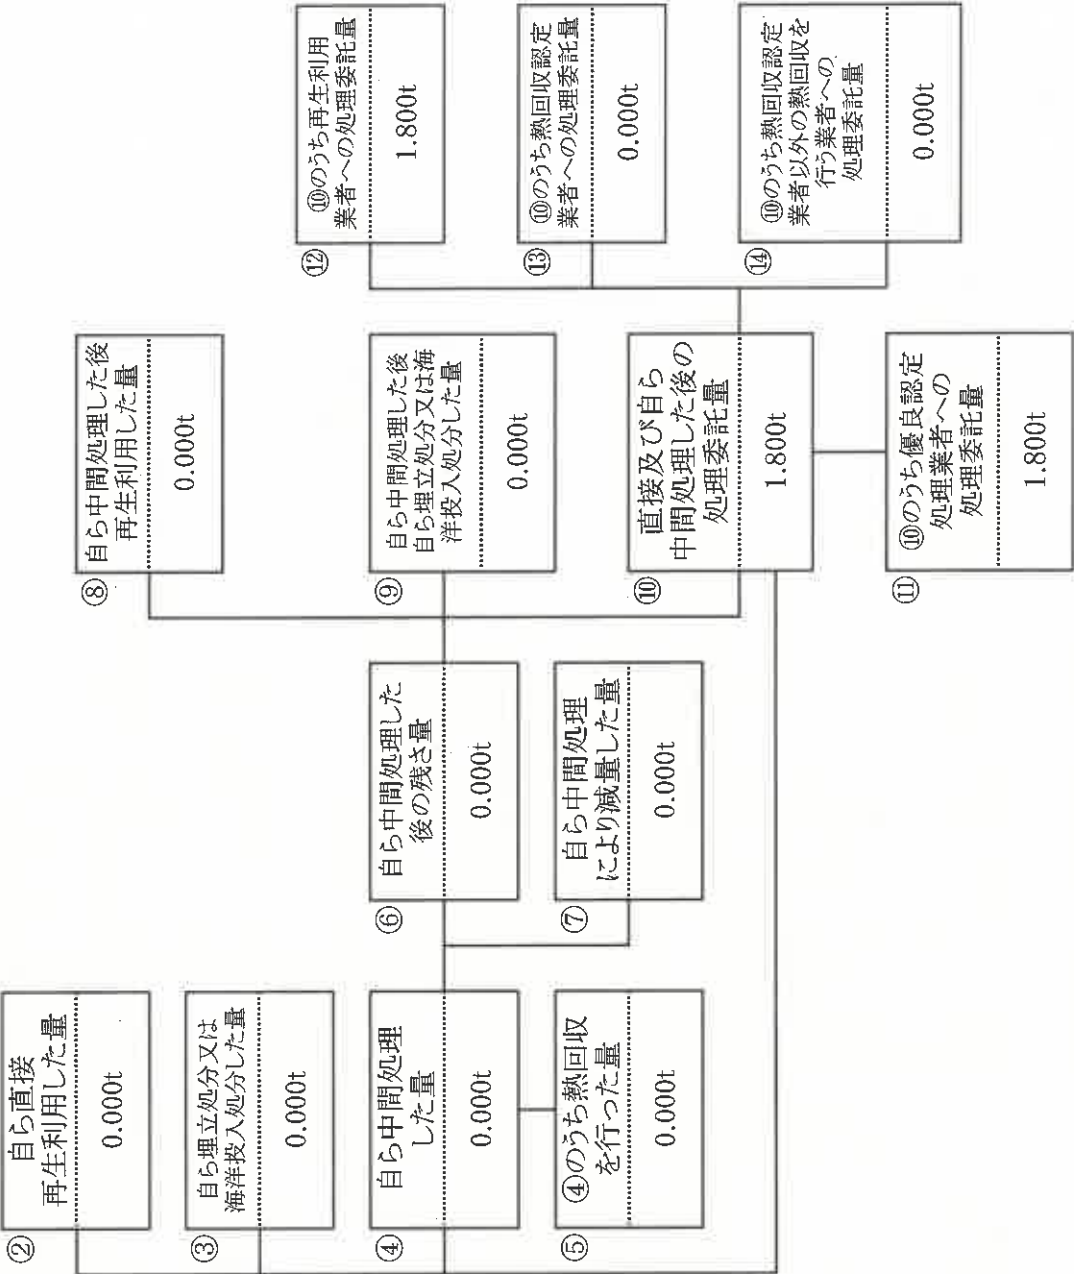 ②
自ら直接
再生利用した量
0.000t
③
自ら埋立処分又は
海洋投入処分した量
0.000t
④
自ら中間処理
した量
0.000t
⑤
④のうち熱回収
を行った量
0.000t
⑥
自ら中間処理した
後の残さ量
0.000t
⑦
自ら中間処理
により減量した量
0.000t
⑧
自ら中間処理した後
再生利用した量
0.000t
⑨
自ら中間処理した後
自ら埋立処分又は海
洋投入処分した量
0.000t
⑩
直接及び自ら
中間処理した後の
処理委託量
1.800t
⑪
⑩のうち優良認定
処理業者への
処理委託量
1.800t
⑫
⑩のうち再生利用
業者への処理委託量
1.800t
⑬
⑩のうち熱回収認定
業者への処理委託量
0.000t
⑭
⑩のうち熱回収認定
業者以外の熱回収を
行う業者への
処理委託量
0.000t